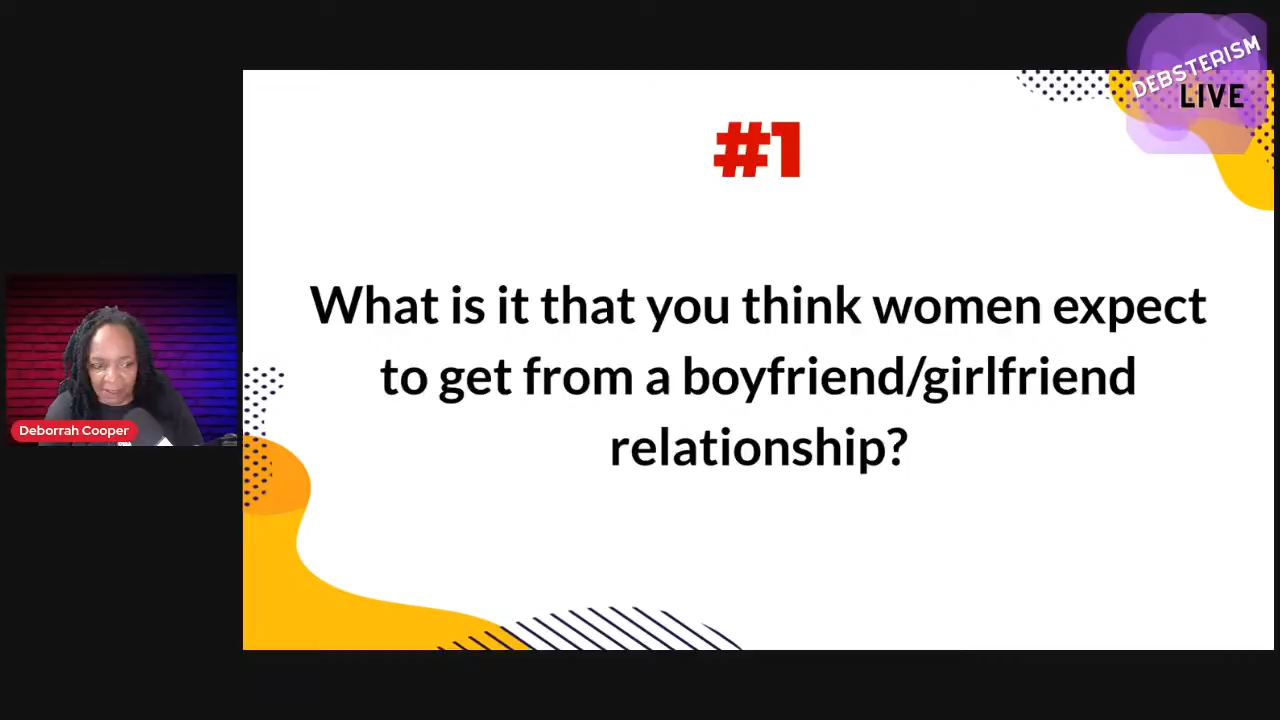 DEBSTERISM
LIVE
#1
What is it that you think women expect
to get from a boyfriend/girlfriend
relationship?
Deborrah Cooper